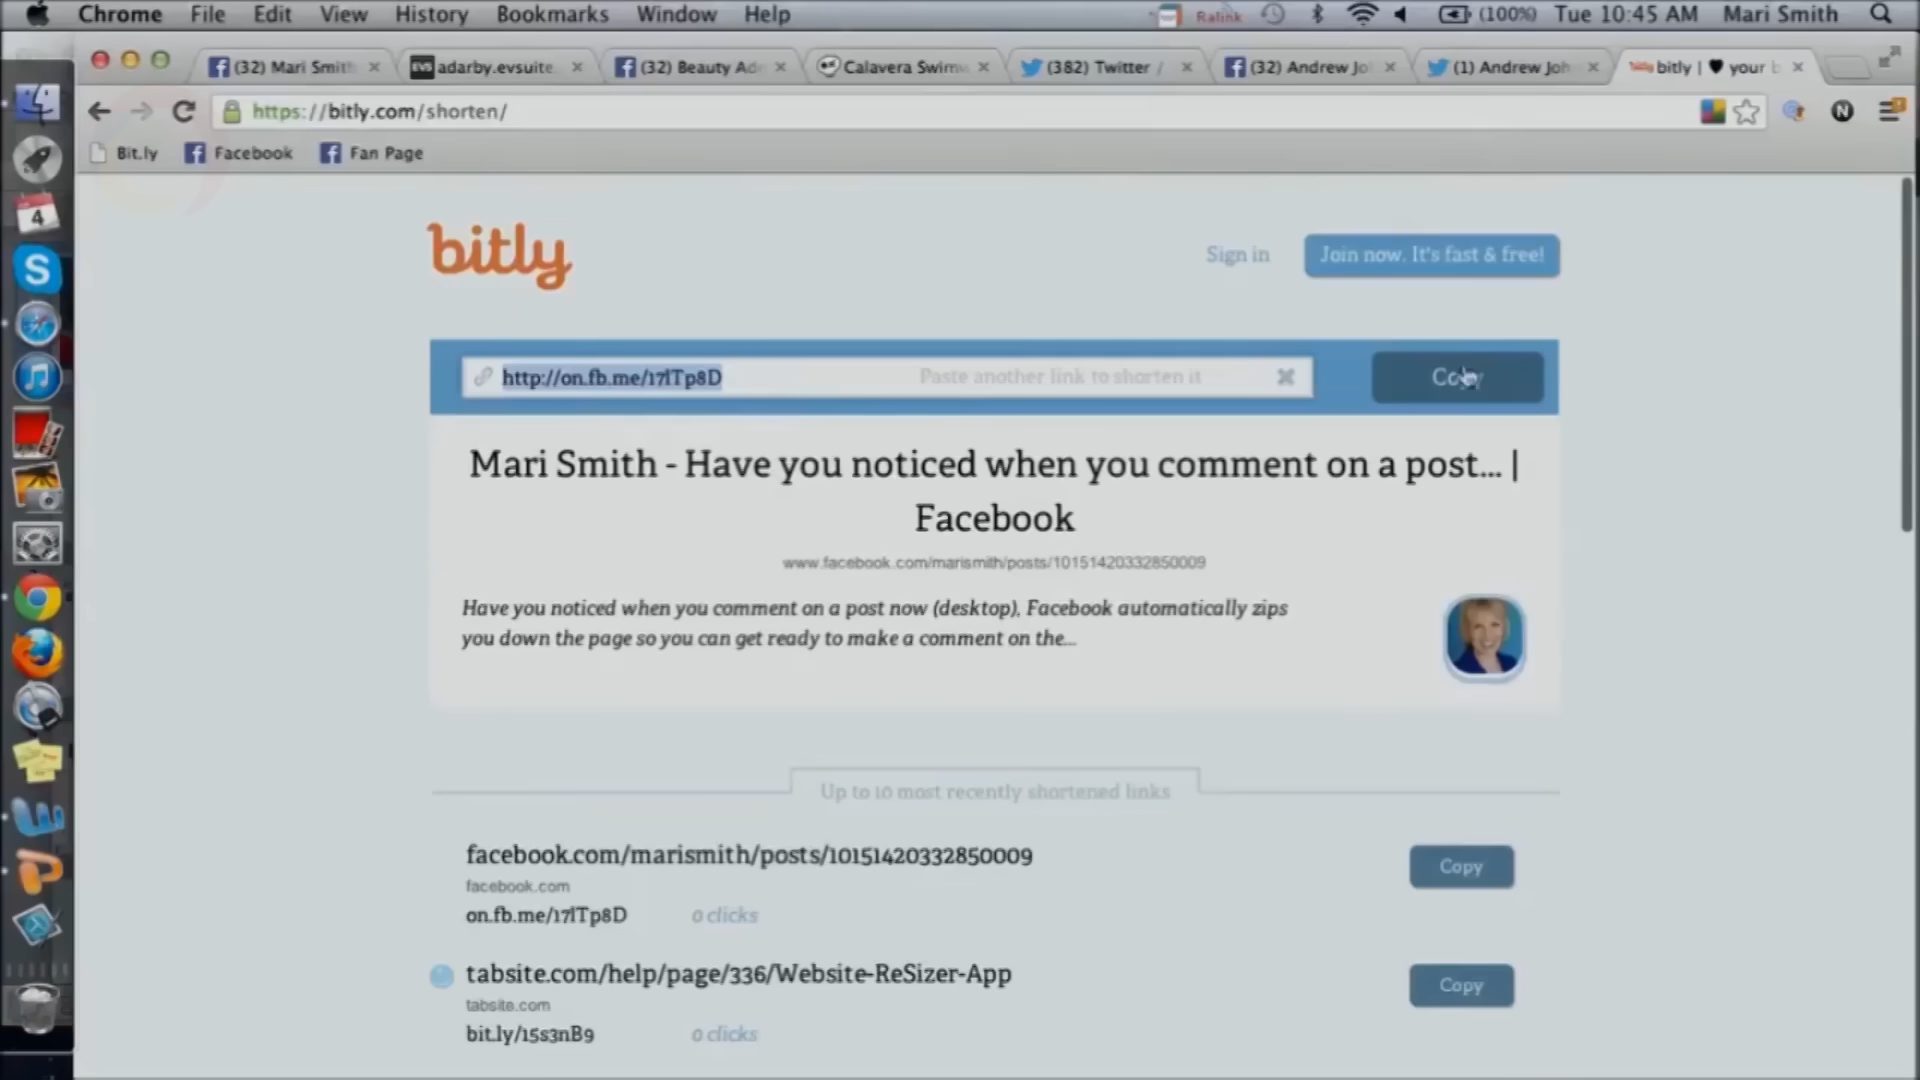 Chrome File Edit View History Bookmarks Window Help Ralink (100%) Tue 10:45 AM Mari Smith
(32) Mari Smith EVS adarby.evsuite. (32) Beauty Ad (382) Twitter / (32) Andrew Jo (1) Andrew Joh bitly | ♥ your b
https://bitly.com/shorten/ N
Bit.ly Facebook Fan Page
4
bitly
Sign in Join now. It's fast & free!
http://on.fb.me/17lTp8D Paste another link to shorten it
Mari Smith - Have you noticed when you comment on a post... |
Facebook
www.facebook.com/marismith/posts/10151420332850009
Have you noticed when you comment on a post now (desktop), Facebook automatically zips
you down the page so you can get ready to make a comment on the...
Up to 10 most recently shortened links
facebook.com/marismith/posts/10151420332850009
Copy
facebook.com
on.fb.me/17lTp8D 0 clicks
tabsite.com/help/page/336/Website-ReSizer-App
Copy
tabsite.com
bit.ly/15s3nB9 0 clicks